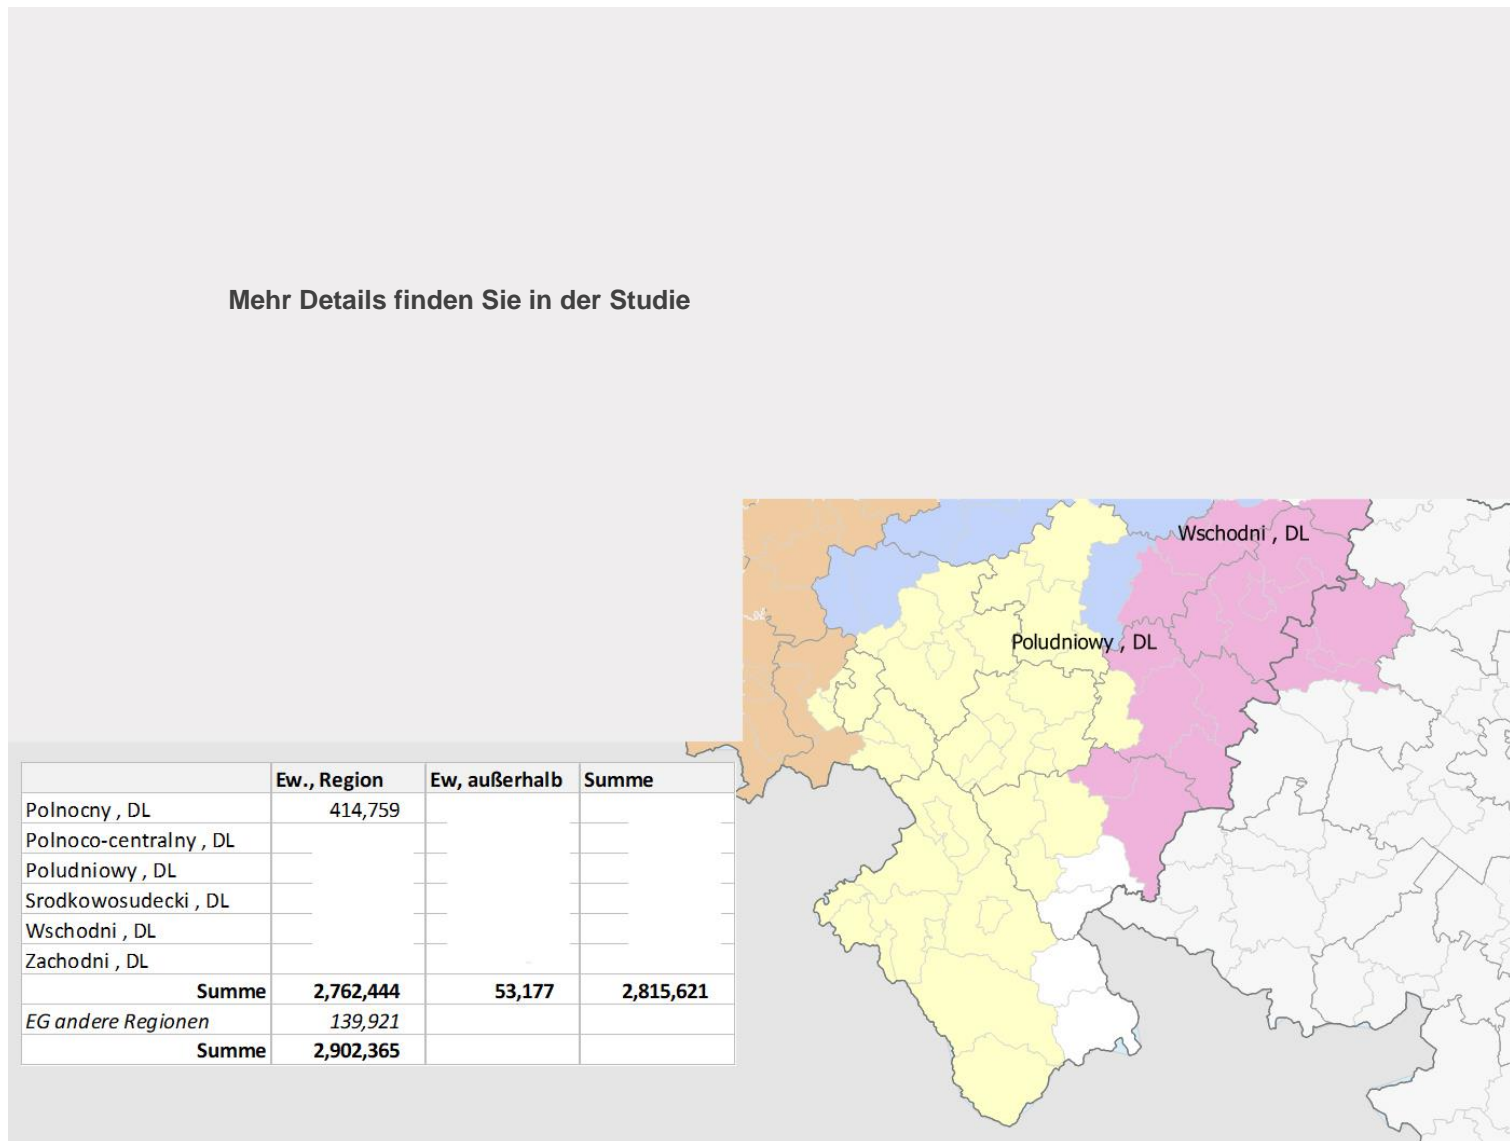 Mehr Details finden Sie in der Studie
Wschodni , DL
Poludniowy , DL
Ew., Region Ew, außerhalb Summe
Polnocny , DL 414,759
Polnoco-centralny , DL
Poludniowy , DL
Srodkowosudecki , DL
Wschodni , DL
Zachodni , DL
Summe 2,762,444 53,177 2,815,621
EG andere Regionen 139,921
Summe 2,902,365